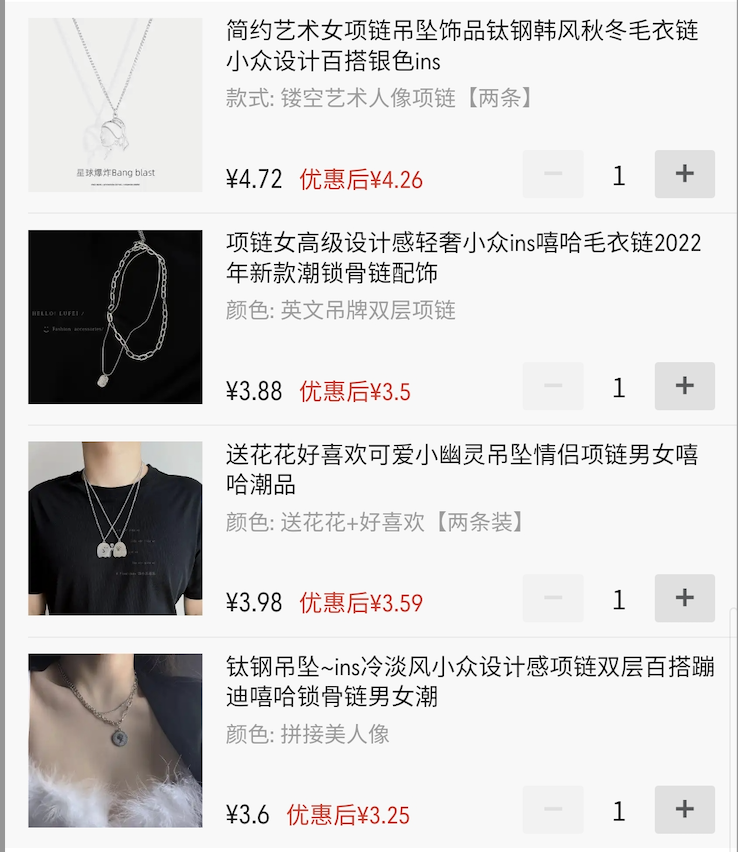 简约艺术女项链吊坠饰品钛钢韩风秋冬毛衣链
小众设计百搭银色ins
款式: 镂空艺术人像项链【两条】
星球爆炸Bang blast
¥4.72 优惠后¥4.26
1
项链女高级设计感轻奢小众ins嘻哈毛衣链2022
年新款潮锁骨链配饰
颜色: 英文吊牌双层项链
HELLO! LUFEI /
Fashion accessories/
¥3.88 优惠后¥3.5
1
送花花好喜欢可爱小幽灵吊坠情侣项链男女嘻
哈潮品
颜色: 送花花+好喜欢【两条装】
¥3.98 优惠后¥3.59
1
钛钢吊坠~ins冷淡风小众设计感项链双层百搭蹦
迪嘻哈锁骨链男女潮
颜色: 拼接美人像
¥3.6 优惠后¥3.25
1